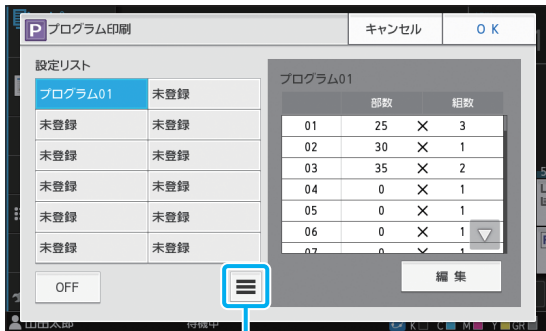 P プログラム印刷
キャンセル
OK
設定リスト
プログラム01 未登録
未登録 未登録
未登録 未登録
未登録 未登録
未登録 未登録
未登録 未登録
OFF
プログラム01
部数 組数
01 25 × 3
02 30 × 1
03 35 × 2
04 0 × 1
05 0 × 1
06 0 × 1
07 0 × 1
編集
山田太郎 待機中 K C M Y GR